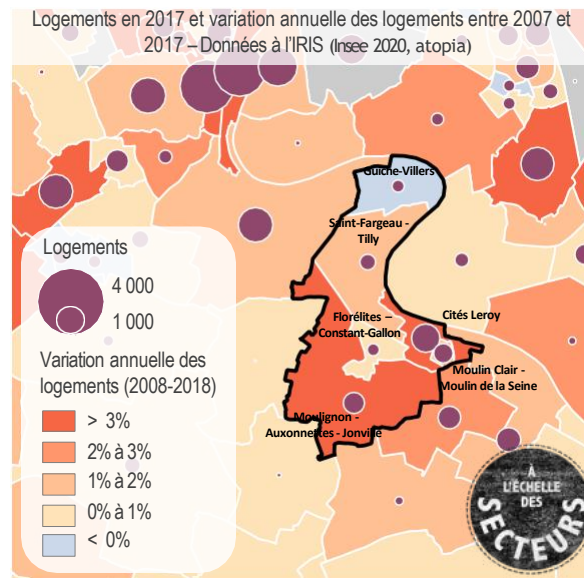 Logements en 2017 et variation annuelle des logements entre 2007 et
2017 – Données à l'IRIS (Insee 2020, atopia)
Guiche-Villers
Saint-Fargeau -
Tilly
Logements
4 000
1 000
Florélites –
Constant-Gallon
Cités Leroy
Variation annuelle des
logements (2008-2018)
Moulin Clair -
Moulin de la Seine
Moulignon -
Auxonnettes - Jonville
> 3%
2% à 3%
1% à 2%
0% à 1%
< 0%
À
L'ÉCHELLE
DES
SECTEURS